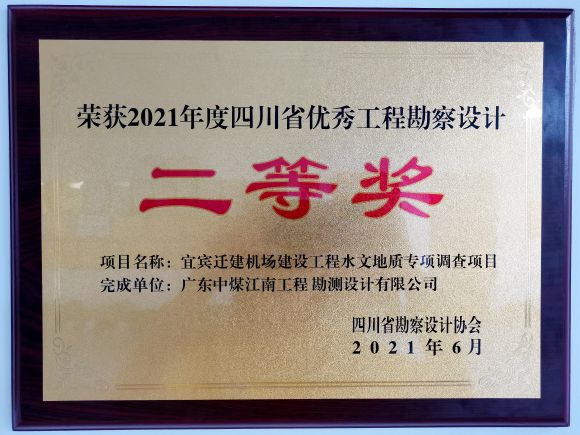 荣获2021年度四川省优秀工程勘察设计
二等奖
项目名称：宜宾迁建机场建设工程水文地质专项调查项目
完成单位：广东中煤江南工程 勘测设计有限公司
四川省勘察设计协会
2021年6月